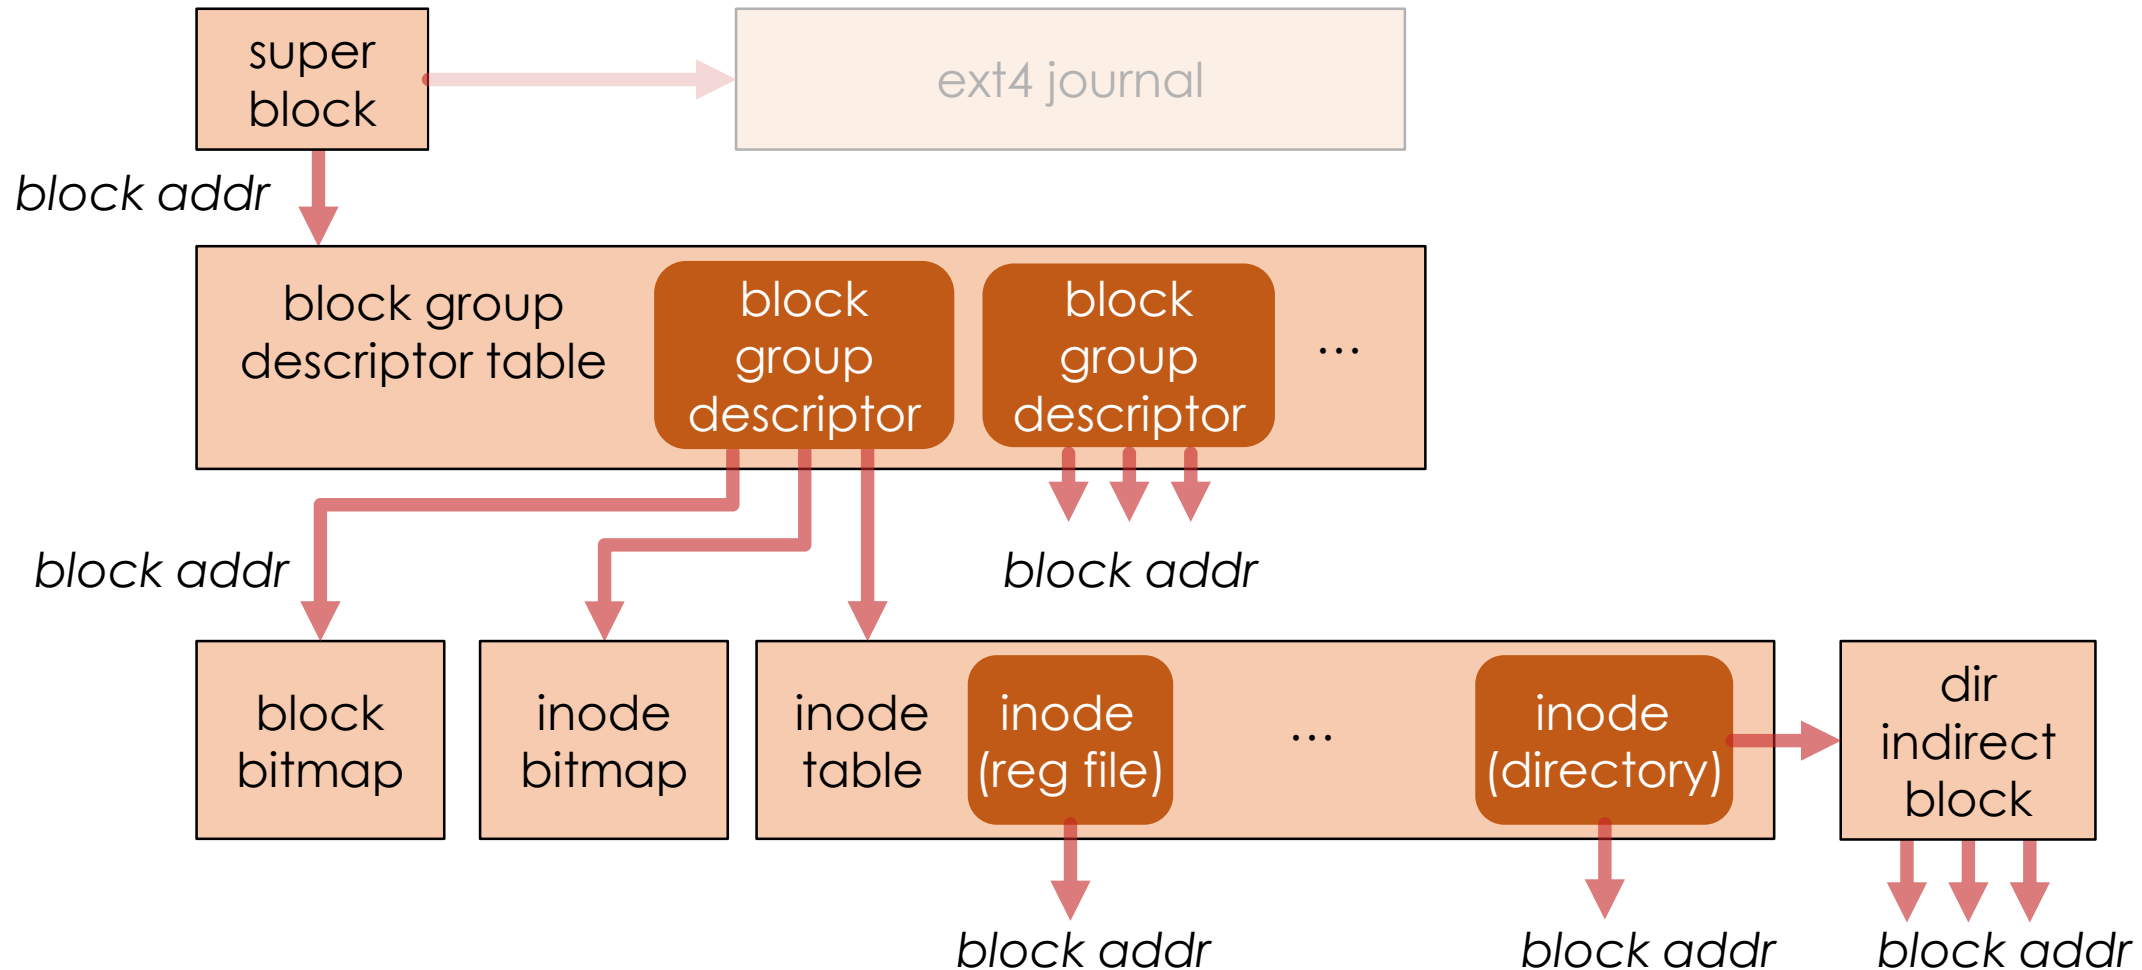 super
block
ext4 journal
block addr
block group
descriptor table
block
group
descriptor
block
group
descriptor
...
block addr
block addr
block
bitmap
inode
bitmap
inode
table
inode
(reg file)
...
inode
(directory)
dir
indirect
block
block addr
block addr
block addr